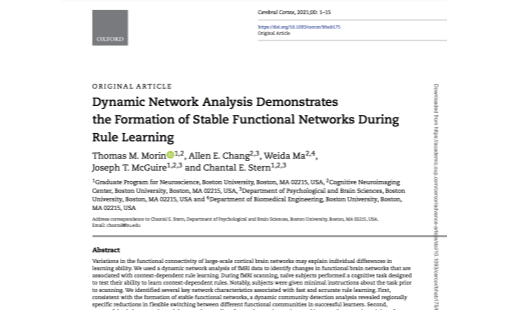 OXFORD
Cerebral Cortex, 2021;00: 1–15
Original Article
ORIGINAL ARTICLE
Dynamic Network Analysis Demonstrates
the Formation of Stable Functional Networks During
Rule Learning
Thomas M. Morin 1,2, Allen E. Chang2,3, Weida Ma2,4,
Joseph T. McGuire1,2,3 and Chantal E. Stern1,2,3
1Graduate Program for Neuroscience, Boston University, Boston, MA 02215, USA, 2Cognitive Neuroimaging
Center, Boston University, Boston, MA 02215, USA, 3Department of Psychological and Brain Sciences, Boston
University, Boston, MA 02215, USA and 4Department of Biomedical Engineering, Boston University, Boston,
MA 02215, USA
Address correspondence to Chantal E. Stern, Department of Psychological and Brain Sciences, Boston University, Boston, MA 02215, USA.
Email: chantal@bu.edu
Abstract
Variations in the functional connectivity of large-scale cortical brain networks may explain individual differences in
learning ability. We used a dynamic network analysis of fMRI data to identify changes in functional brain networks that are
associated with context-dependent rule learning. During fMRI scanning, naïve subjects performed a cognitive task designed
to test their ability to learn context-dependent rules. Notably, subjects were given minimal instructions about the task prior
to scanning. We identified several key network characteristics associated with fast and accurate rule learning. First,
consistent with the formation of stable functional networks, a dynamic community detection analysis revealed regionally
specific reductions in flexible switching between different functional communities in successful learners. Second,